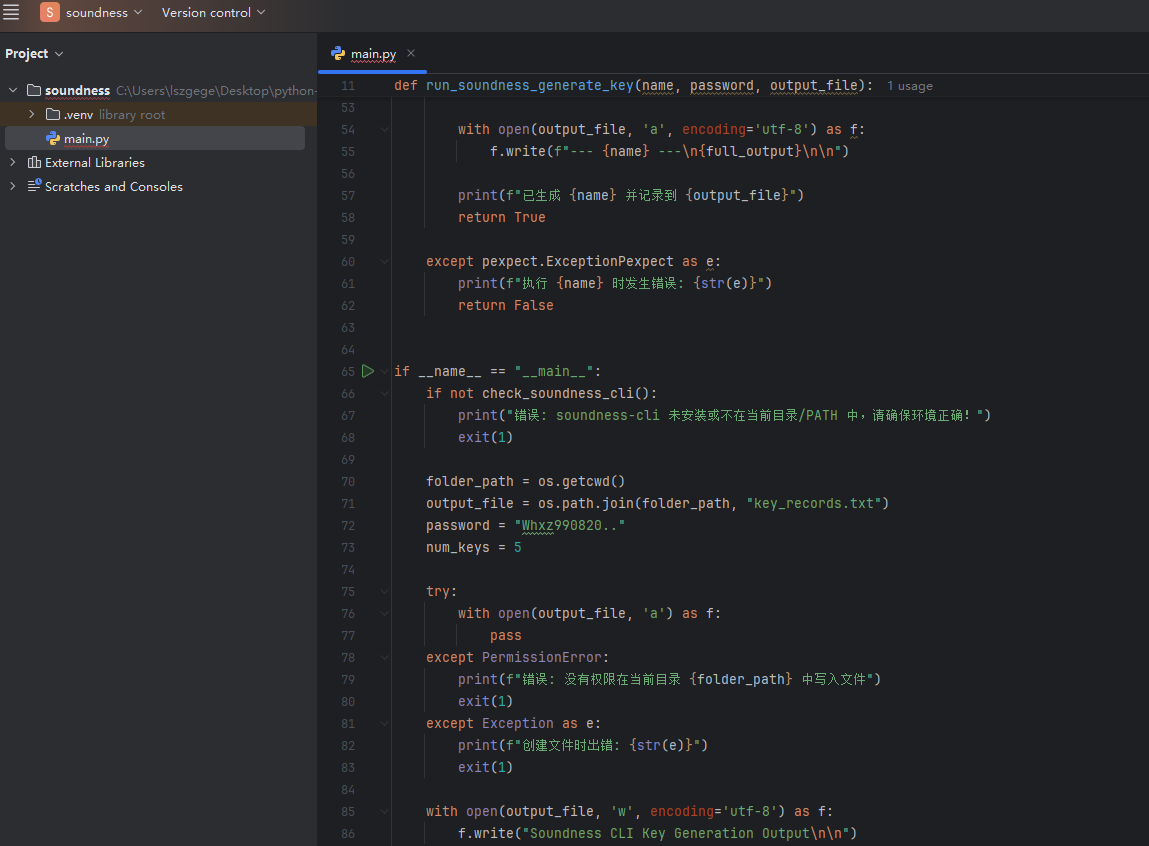 S soundness Version control
Project
main.py
soundness C:\Users\lszgege\Desktop\python-
.venv library root
main.py
External Libraries
Scratches and Consoles
11 def run_soundness_generate_key(name, password, output_file): 1 usage
53
54 with open(output_file, 'a', encoding='utf-8') as f:
55 f.write(f"--- {name} ---\n{full_output}\n\n")
56
57 print(f"已生成 {name} 并记录到 {output_file}")
58 return True
59
60 except pexpect.ExceptionPexpect as e:
61 print(f"执行 {name} 时发生错误: {str(e)}")
62 return False
63
64
65 if __name__ == "__main__":
66 if not check_soundness_cli():
67 print("错误: soundness-cli 未安装或不在当前目录/PATH 中，请确保环境正确！")
68 exit(1)
69
70 folder_path = os.getcwd()
71 output_file = os.path.join(folder_path, "key_records.txt")
72 password = "Whxz990820.."
73 num_keys = 5
74
75 try:
76 with open(output_file, 'a') as f:
77 pass
78 except PermissionError:
79 print(f"错误: 没有权限在当前目录 {folder_path} 中写入文件")
80 exit(1)
81 except Exception as e:
82 print(f"创建文件时出错: {str(e)}")
83 exit(1)
84
85 with open(output_file, 'w', encoding='utf-8') as f:
86 f.write("Soundness CLI Key Generation Output\n\n")